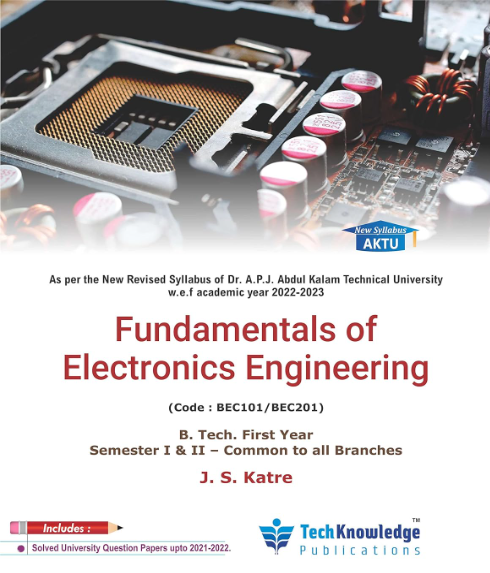 New Syllabus
AKTU
As per the New Revised Syllabus of Dr. A.P.J. Abdul Kalam Technical University
w.e.f academic year 2022-2023
Fundamentals of
Electronics Engineering
(Code : BEC101/BEC201)
B. Tech. First Year
Semester I & II – Common to all Branches
J. S. Katre
Includes :
Solved University Question Papers upto 2021-2022.
TechKnowledge™
Publications